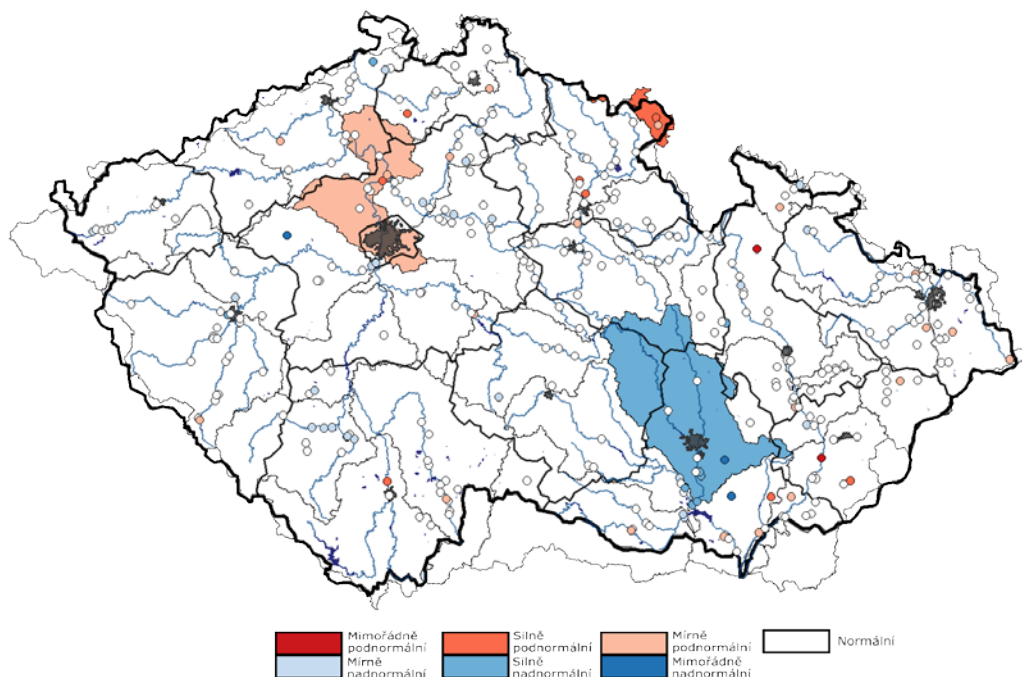 Mimořádně
podnormální
Silně
podnormální
Mírně
podnormální
Normální
Mírně
nadnormální
Silně
nadnormální
Mimořádně
nadnormální